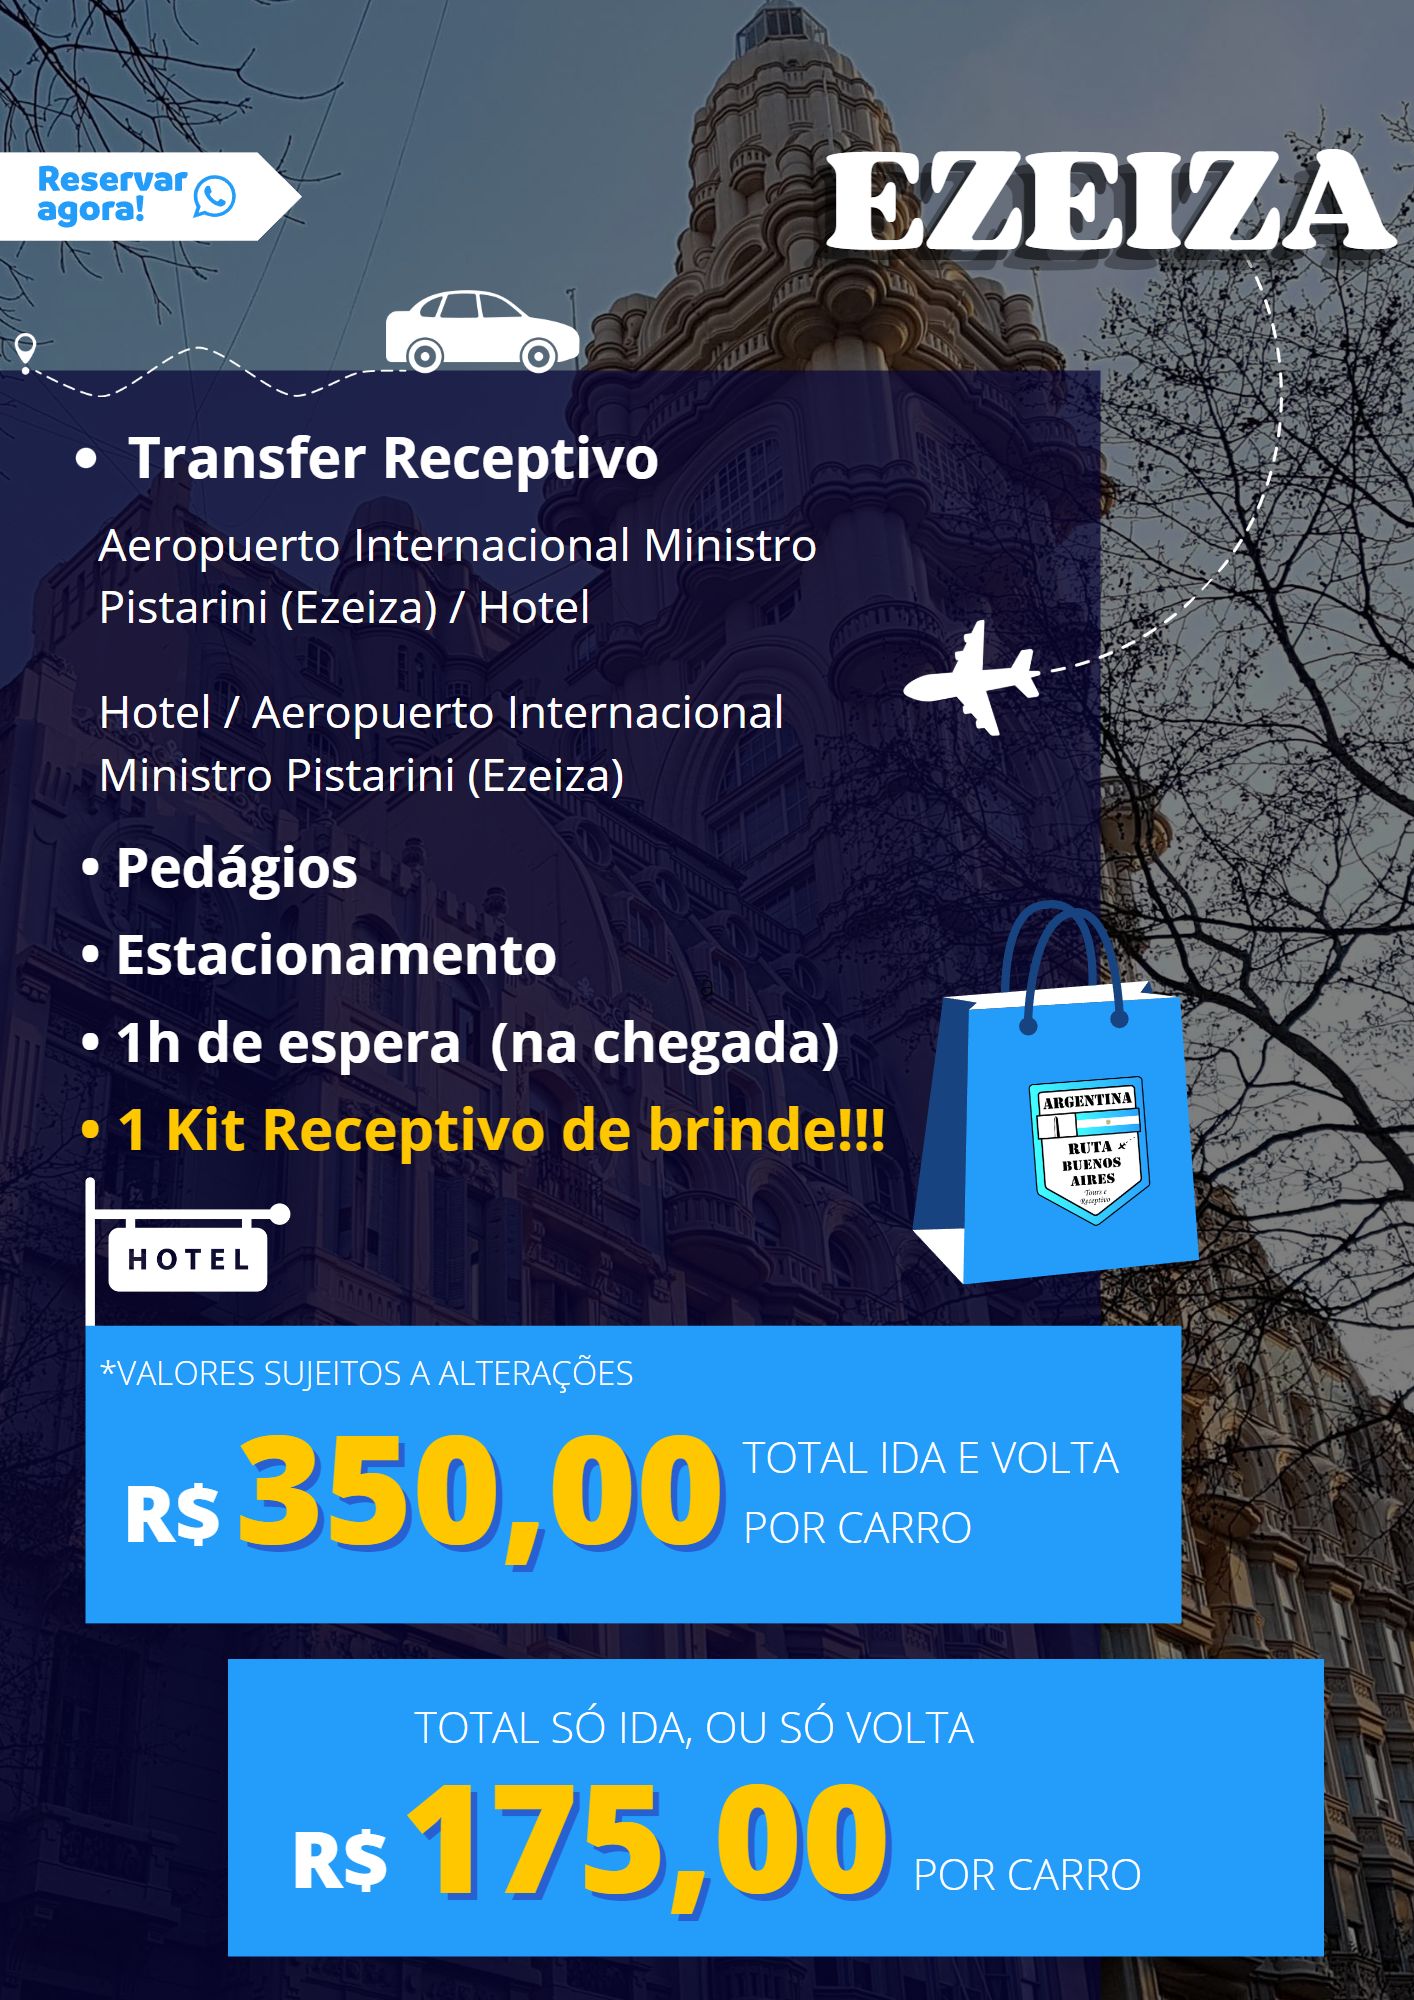 Reservar
agora!
EZEIZA
• Transfer Receptivo
Aeropuerto Internacional Ministro
Pistarini (Ezeiza) / Hotel
Hotel / Aeropuerto Internacional
Ministro Pistarini (Ezeiza)
• Pedágios
• Estacionamento
• 1h de espera (na chegada)
• 1 Kit Receptivo de brinde!!!
ARGENTINA
RUTA
BUENOS
AIRES
Tours e
Receptivo
HOTEL
*VALORES SUJEITOS A ALTERAÇÕES
R$ 350,00
TOTAL IDA E VOLTA
POR CARRO
TOTAL SÓ IDA, OU SÓ VOLTA
R$ 175,00
POR CARRO